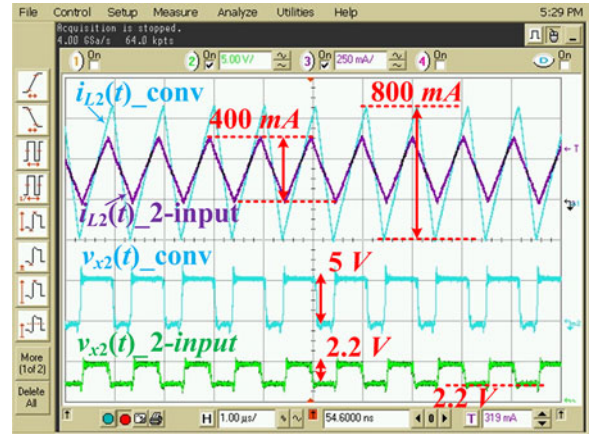 File Control Setup Measure Analyze Utilities Help 5:29 PM
Acquisition is stopped.
4.00 GSa/s 64.0 kpts
1 On 2 On 5.00 V/ 3 On 250 mA/ 4 On On
iL2(t)_conv
800 mA
400 mA
T
iL2(t)_2-input
vx2(t)_conv
5 V
vx2(t)_2-input
2.2 V
2.2 V
More
(1of 2)
Delete
All
H 1.00 µs/ 54.6000 ns 0 T 319 mA